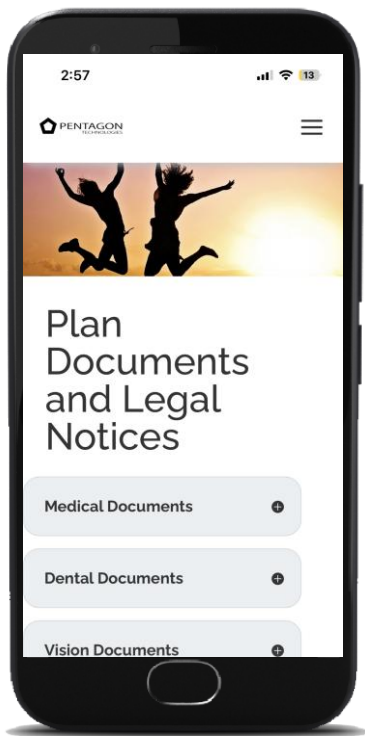 2:57
13
PENTAGON
TECHNOLOGIES
Plan
Documents
and Legal
Notices
Medical Documents
Dental Documents
Vision Documents